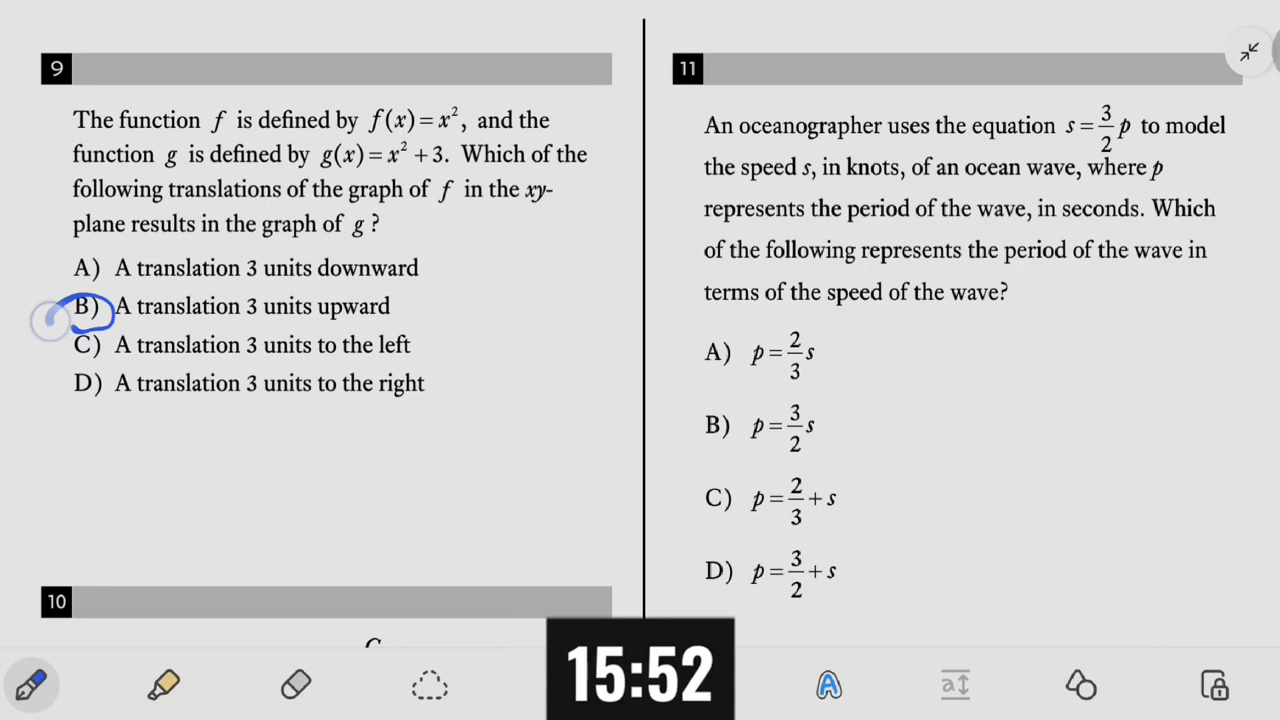 9
The function f is defined by f(x) = x², and the
function g is defined by g(x) = x² + 3. Which of the
following translations of the graph of f in the xy-
plane results in the graph of g ?
A) A translation 3 units downward
B) A translation 3 units upward
C) A translation 3 units to the left
D) A translation 3 units to the right
10
C
11
An oceanographer uses the equation s = 3/2 p to model
the speed s, in knots, of an ocean wave, where p
represents the period of the wave, in seconds. Which
of the following represents the period of the wave in
terms of the speed of the wave?
A) p = 2/3 s
B) p = 3/2 s
C) p = 2/3 + s
D) p = 3/2 + s
15:52
A
a